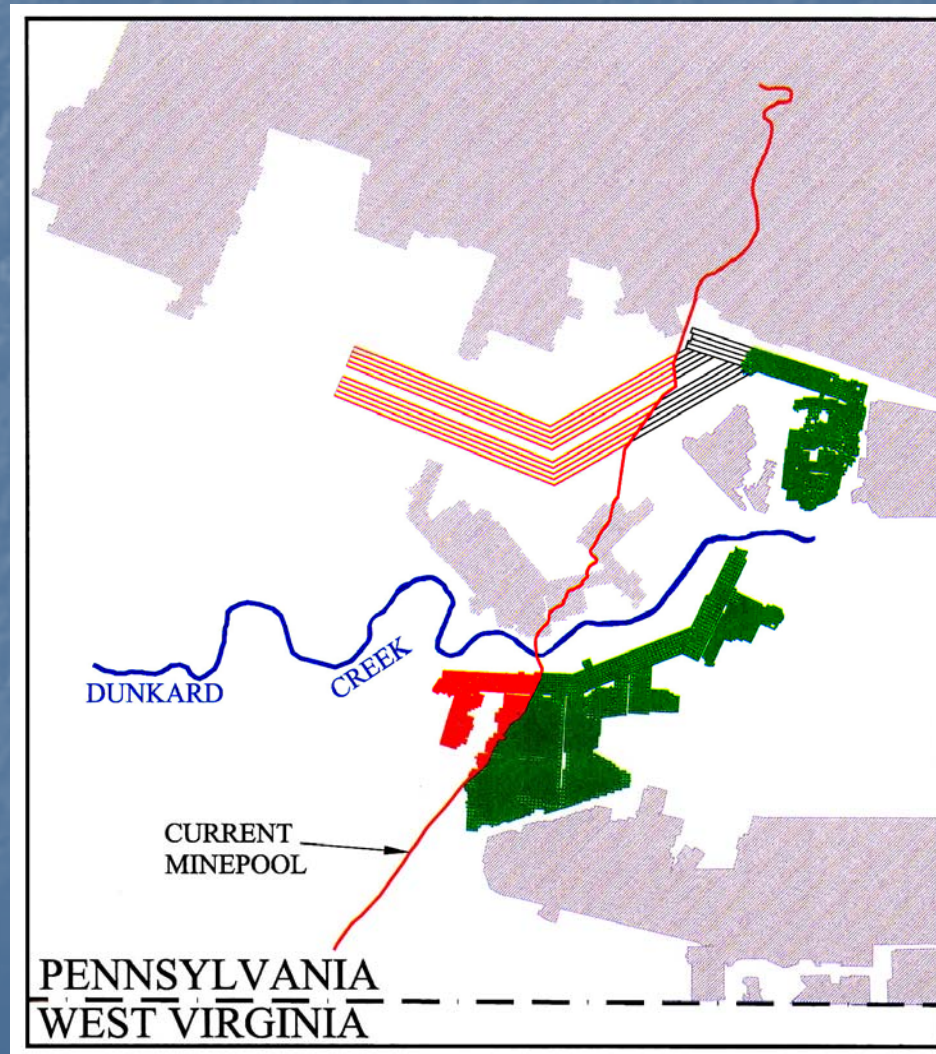 DUNKARD
CREEK
CURRENT
MINEPOOL
PENNSYLVANIA
WEST VIRGINIA